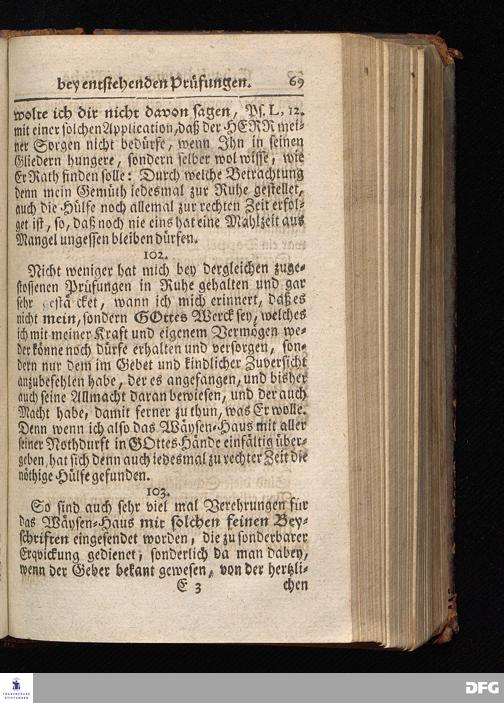 bey entstehenden Prüfungen. 69
wolte ich dir nicht davon sagen, Ps. L, 12.
mit einer solchen Application, daß der HERR mei-
ner Sorgen nicht bedürfe, wenn Ihn in seinen
Gliedern hungere, sondern selber wol wisse, wie
Er Rath finden solle: Durch welche Betrachtung
denn mein Gemüth iedesmal zur Ruhe gestellet,
auch die Hülfe noch allemal zur rechten Zeit erfol-
get ist, so, daß noch nie eins hat eine Mahlzeit aus
Mangel ungessen bleiben dürfen.
102.
Nicht weniger hat mich bey dergleichen zuge-
stossenen Prüfungen in Ruhe gehalten und gar
sehr gestä cket, wann ich mich erinnert, daß es
nicht mein, sondern GOttes Werck sey, welches
ich mit meiner Kraft und eigenem Vermögen we-
der könne noch dürfe erhalten und versorgen, son-
dern nur dem im Gebet und kindlicher Zuversicht
anzubefehlen habe, der es angefangen, und bisher
auch seine Allmacht daran bewiesen, und der auch
Macht habe, damit ferner zu thun, was Er wolle.
Denn wenn ich also das Wäysen-Haus mit aller
seiner Nothdurft in GOttes Hände einfältig über-
geben, hat sich denn auch iedesmal zu rechter Zeit die
nöthige Hülfe gefunden.
103.
So sind auch sehr viel mal Verehrungen für
das Wäysen-Haus mit solchen feinen Bey-
schriften eingesendet worden, die zu sonderbarer
Erqvickung gedienet; sonderlich da man dabey,
wenn der Geber bekant gewesen, von der hertzli-
E 3 chen
FRANCKESCHE
STIFTUNGEN
DFG